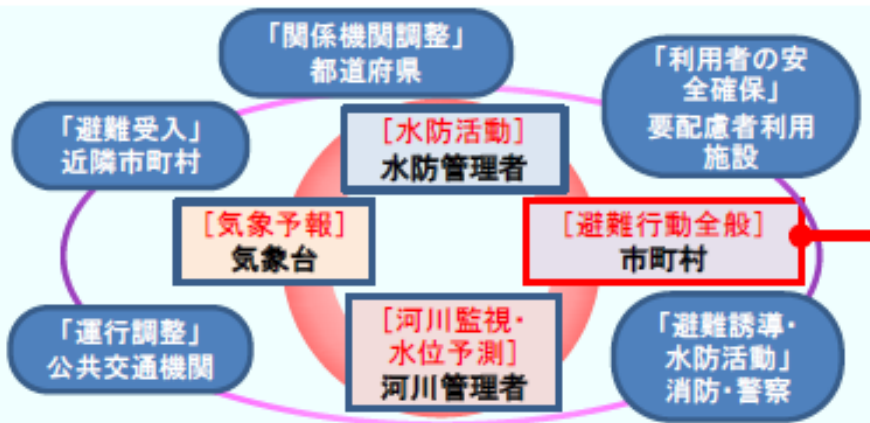 「関係機関調整」
都道府県
「利用者の安
全確保」
要配慮者利用
施設
「避難受入」
近隣市町村
[水防活動]
水防管理者
[気象予報]
気象台
[避難行動全般]
市町村
[河川監視・
水位予測]
河川管理者
「運行調整」
公共交通機関
「避難誘導・
水防活動」
消防・警察